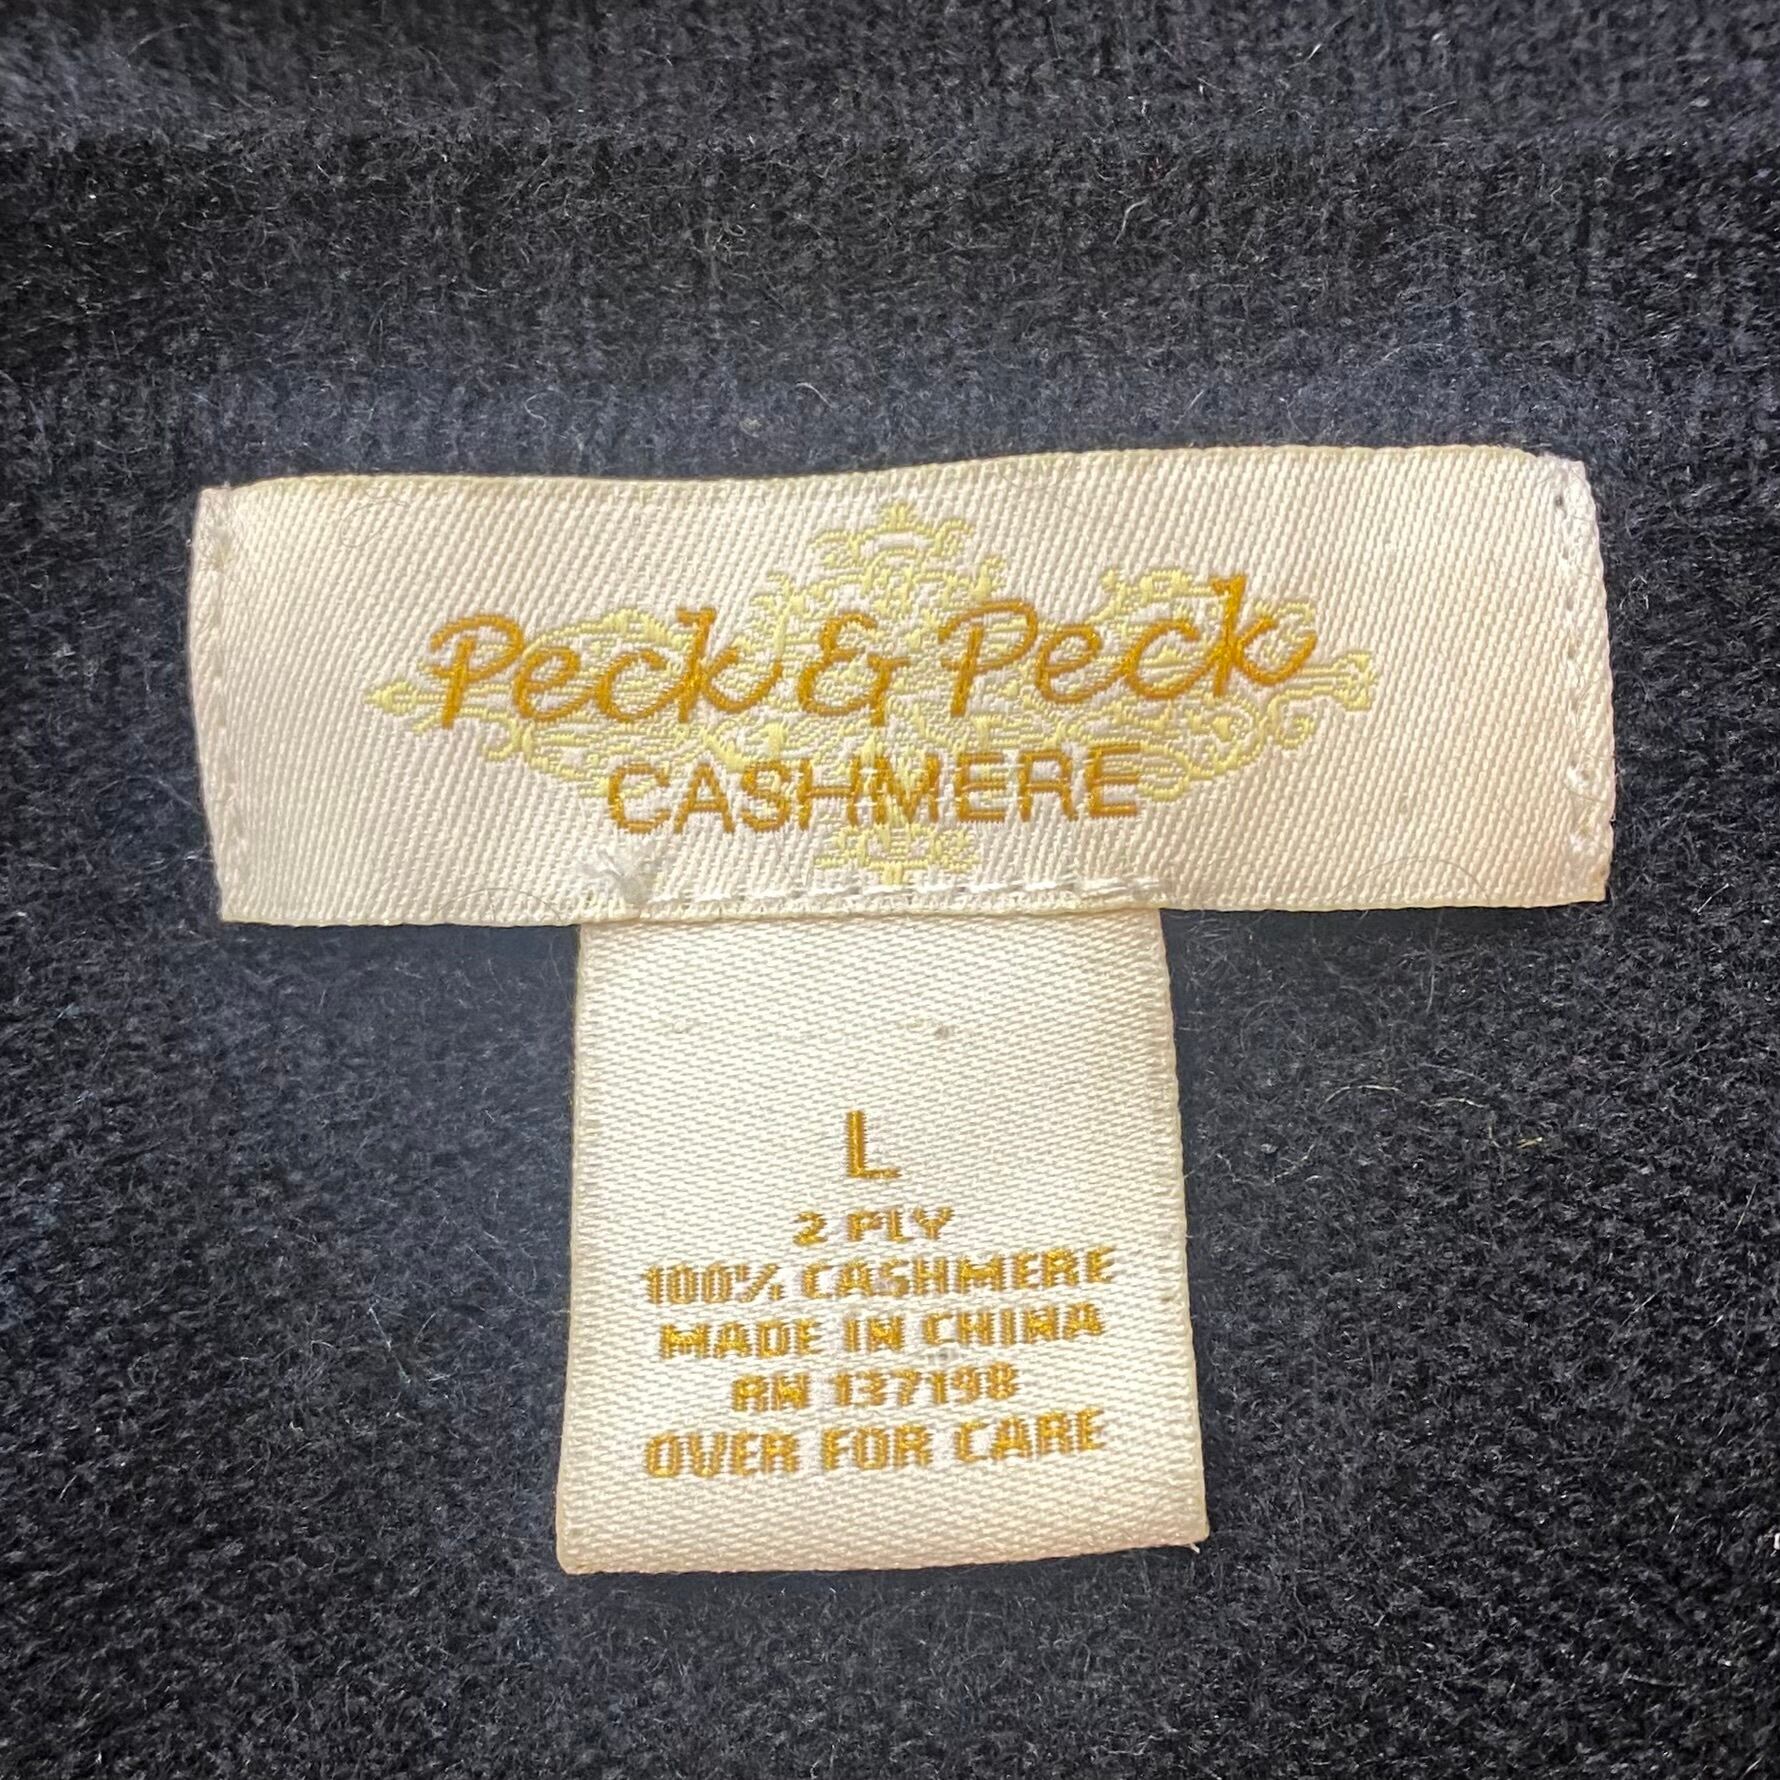 Peck & Peck
CASHMERE
L
2 PLY
100% CASHMERE
MADE IN CHINA
RN 137198
OVER FOR CARE